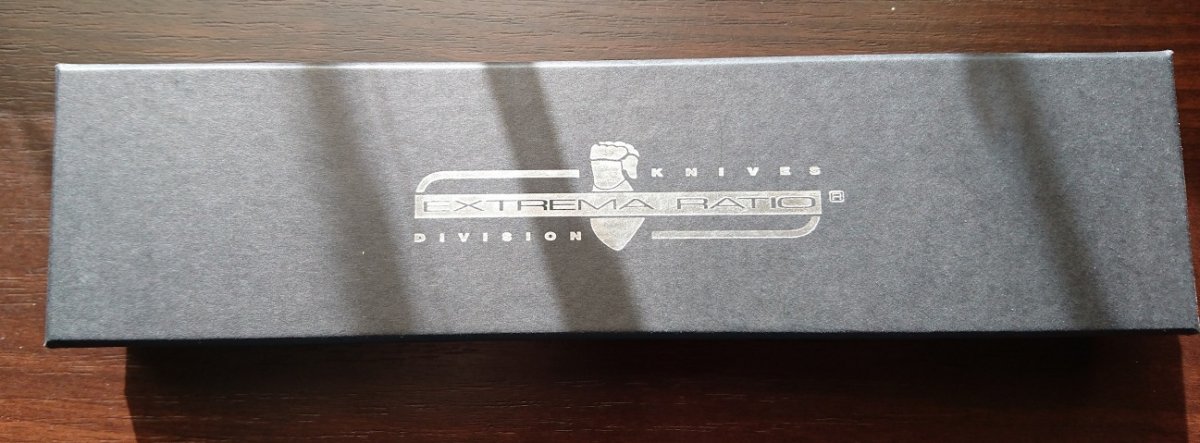 KNIVES
EXTREMA RATIO ®
DIVISION